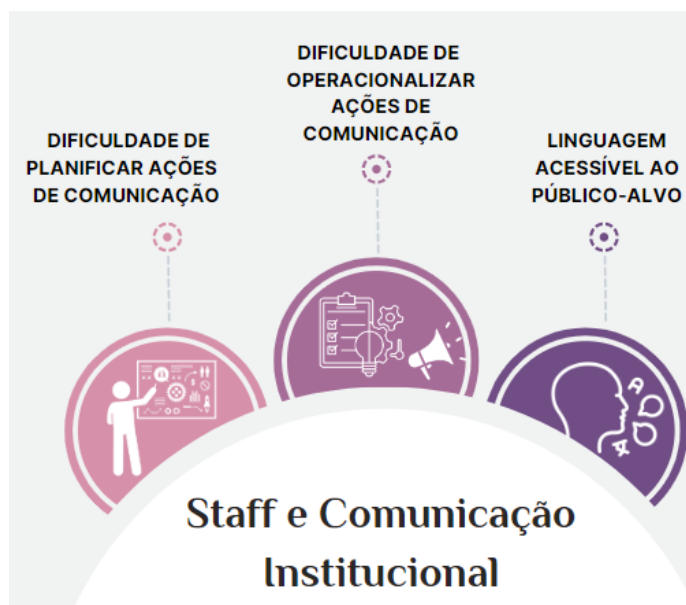 DIFICULDADE DE
PLANIFICAR AÇÕES
DE COMUNICAÇÃO
DIFICULDADE DE
OPERACIONALIZAR
AÇÕES DE
COMUNICAÇÃO
LINGUAGEM
ACESSÍVEL AO
PÚBLICO-ALVO
Staff e Comunicação
Institucional